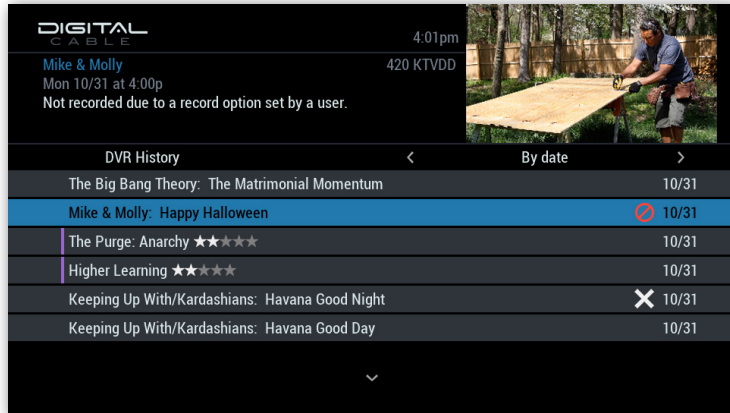 DIGITAL
CABLE
4:01pm
Mike & Molly
420 KTVDD
Mon 10/31 at 4:00p
Not recorded due to a record option set by a user.
DVR History
By date
The Big Bang Theory: The Matrimonial Momentum 10/31
Mike & Molly: Happy Halloween 10/31
The Purge: Anarchy 10/31
Higher Learning 10/31
Keeping Up With/Kardashians: Havana Good Night 10/31
Keeping Up With/Kardashians: Havana Good Day 10/31